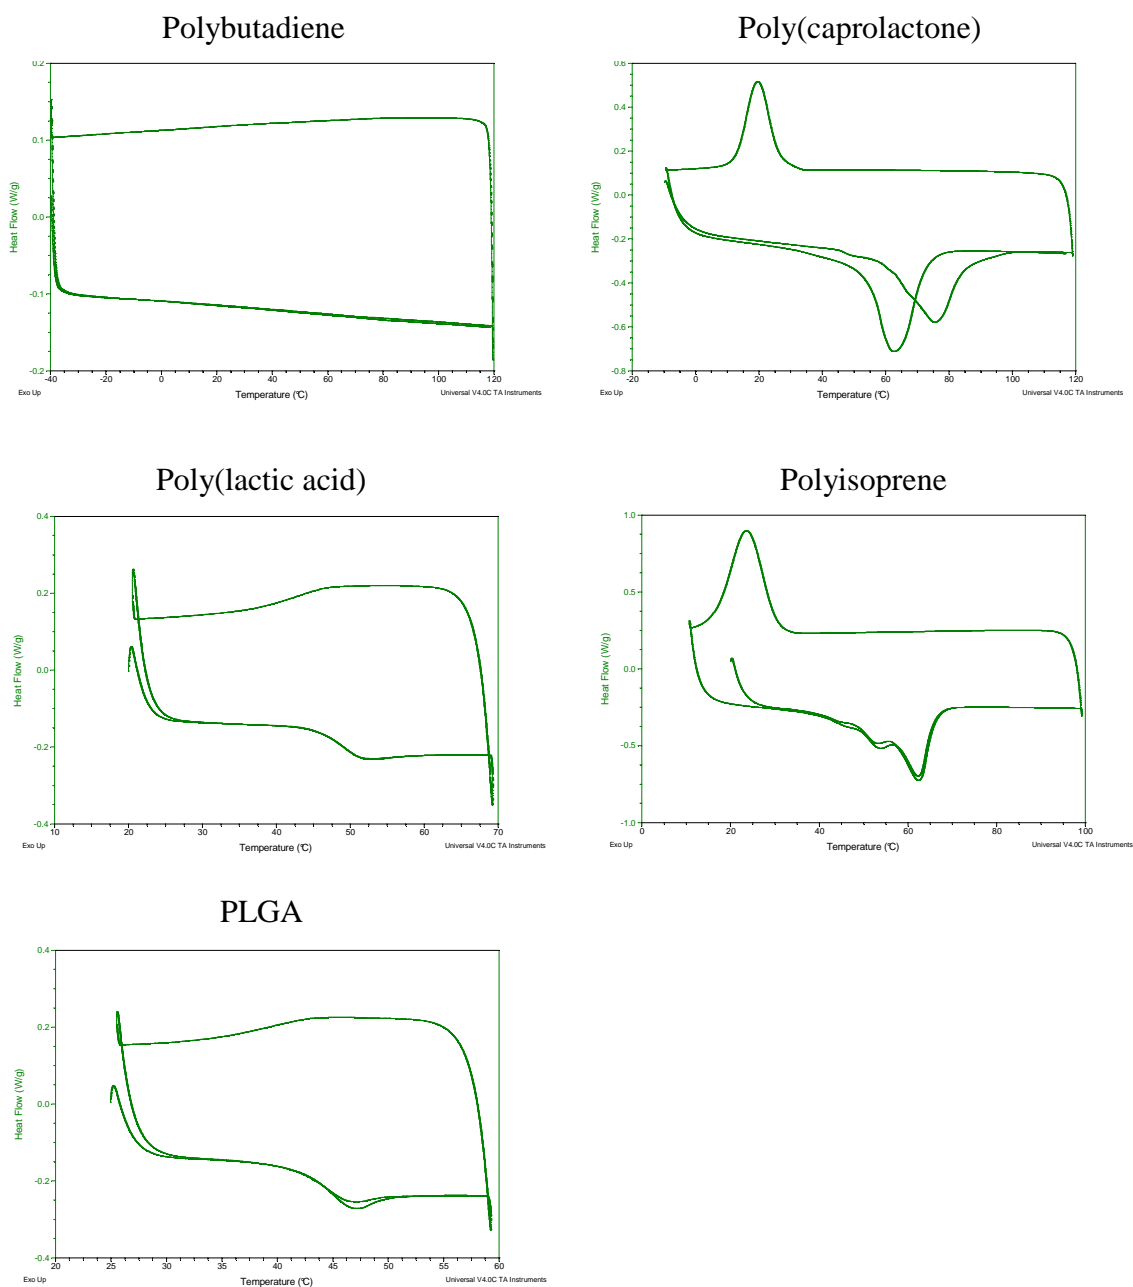 Polybutadiene
0.2
0.1
0.0
-0.1
-0.2
Heat Flow (W/g)
-40 -20 0 20 40 60 80 100 120
Exo Up Temperature (°C) Universal V4.0C TA Instruments
Poly(caprolactone)
0.6
0.4
0.2
0.0
-0.2
-0.4
-0.6
-0.8
Heat Flow (W/g)
-20 0 20 40 60 80 100 120
Exo Up Temperature (°C) Universal V4.0C TA Instruments
Poly(lactic acid)
0.4
0.2
0.0
-0.2
-0.4
Heat Flow (W/g)
10 20 30 40 50 60 70
Exo Up Temperature (°C) Universal V4.0C TA Instruments
Polyisoprene
1.0
0.5
0.0
-0.5
-1.0
Heat Flow (W/g)
0 20 40 60 80 100
Exo Up Temperature (°C) Universal V4.0C TA Instruments
PLGA
0.4
0.2
0.0
-0.2
-0.4
Heat Flow (W/g)
20 25 30 35 40 45 50 55 60
Exo Up Temperature (°C) Universal V4.0C TA Instruments